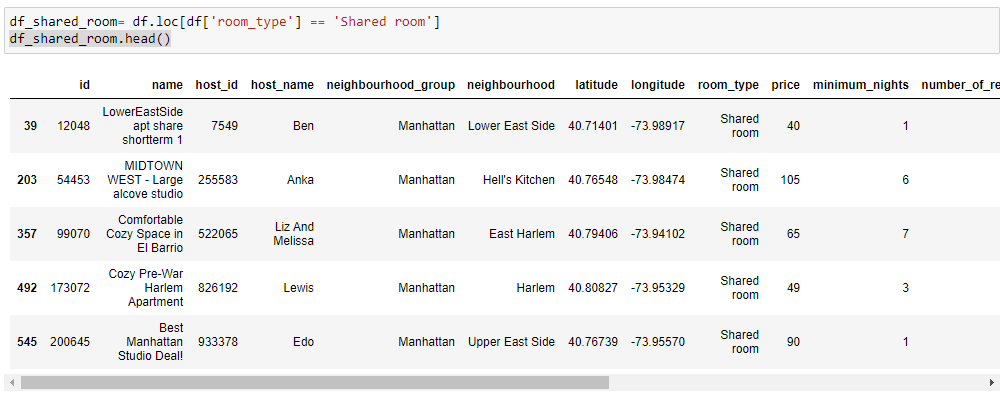 df_shared_room= df.loc[df['room_type'] == 'Shared room']
df_shared_room.head()
id name host_id host_name neighbourhood_group neighbourhood latitude longitude room_type price minimum_nights number_of_re
39 12048 LowerEastSide apt share shortterm 1 7549 Ben Manhattan Lower East Side 40.71401 -73.98917 Shared room 40 1
203 54453 MIDTOWN WEST - Large alcove studio 255583 Anka Manhattan Hell's Kitchen 40.76548 -73.98474 Shared room 105 6
357 99070 Comfortable Cozy Space in El Barrio 522065 Liz And Melissa Manhattan East Harlem 40.79406 -73.94102 Shared room 65 7
492 173072 Cozy Pre-War Harlem Apartment 826192 Lewis Manhattan Harlem 40.80827 -73.95329 Shared room 49 3
545 200645 Best Manhattan Studio Deal! 933378 Edo Manhattan Upper East Side 40.76739 -73.95570 Shared room 90 1